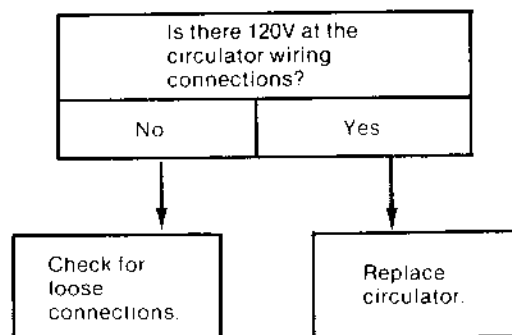 Is there 120V at the
circulator wiring
connections?
No
Yes
Check for
loose
connections.
Replace
circulator.